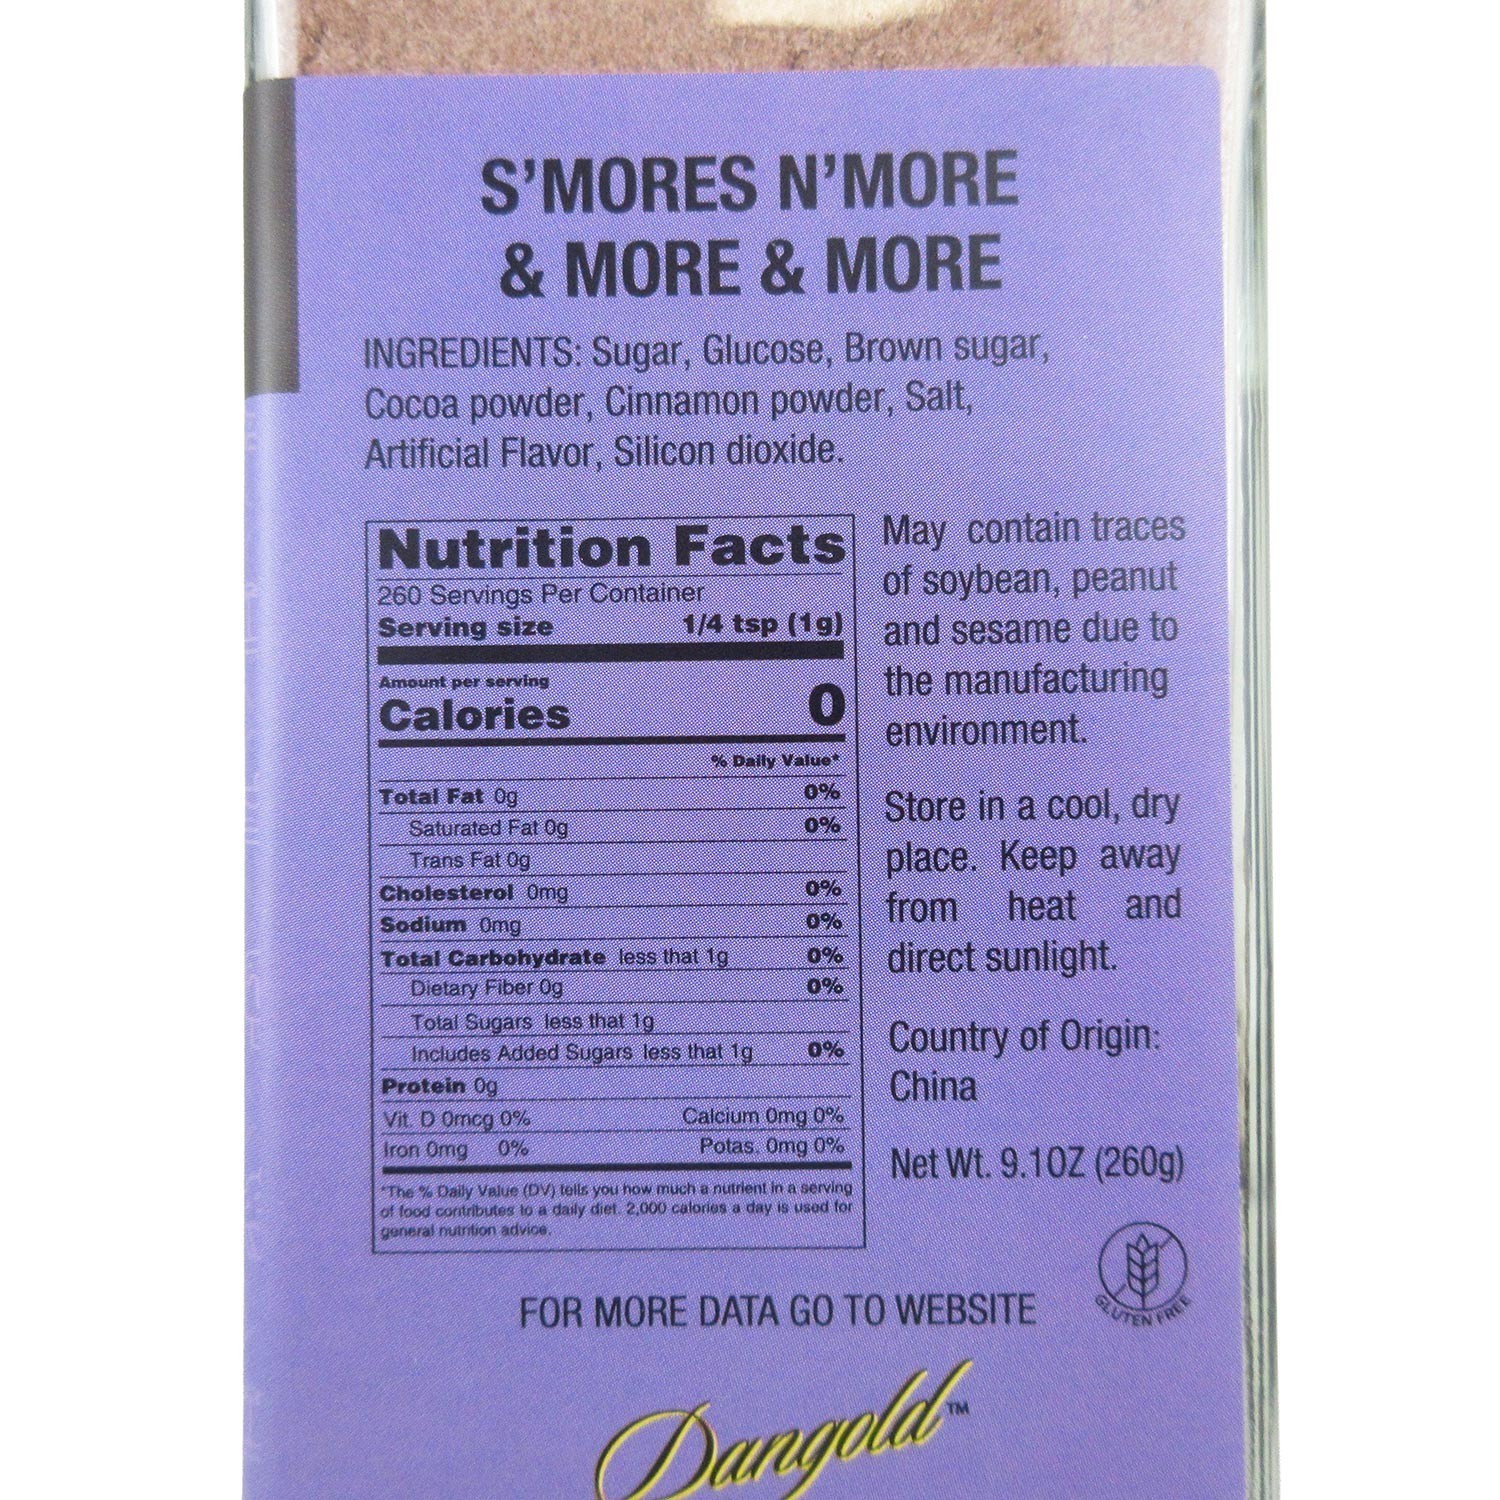 S'MORES N'MORE
& MORE & MORE
INGREDIENTS: Sugar, Glucose, Brown sugar,
Cocoa powder, Cinnamon powder, Salt,
Artificial Flavor, Silicon dioxide.
Nutrition Facts
260 Servings Per Container
Serving size 1/4 tsp (1g)
Amount per serving
Calories 0
% Daily Value*
Total Fat 0g 0%
Saturated Fat 0g 0%
Trans Fat 0g
Cholesterol 0mg 0%
Sodium 0mg 0%
Total Carbohydrate less that 1g 0%
Dietary Fiber 0g 0%
Total Sugars less that 1g
Includes Added Sugars less that 1g 0%
Protein 0g
Vit. D 0mcg 0% Calcium 0mg 0%
Iron 0mg 0% Potas. 0mg 0%
*The % Daily Value (DV) tells you how much a nutrient in a serving
of food contributes to a daily diet. 2,000 calories a day is used for
general nutrition advice.
May contain traces
of soybean, peanut
and sesame due to
the manufacturing
environment.
Store in a cool, dry
place. Keep away
from heat and
direct sunlight.
Country of Origin:
China
Net Wt. 9.1OZ (260g)
GLUTEN FREE
FOR MORE DATA GO TO WEBSITE
Dangold™